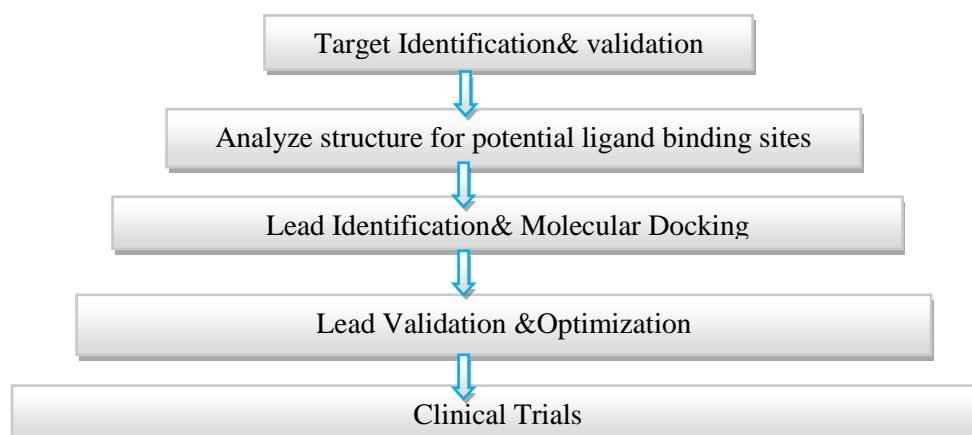 Target Identification& validation
Analyze structure for potential ligand binding sites
Lead Identification& Molecular Docking
Lead Validation &Optimization
Clinical Trials